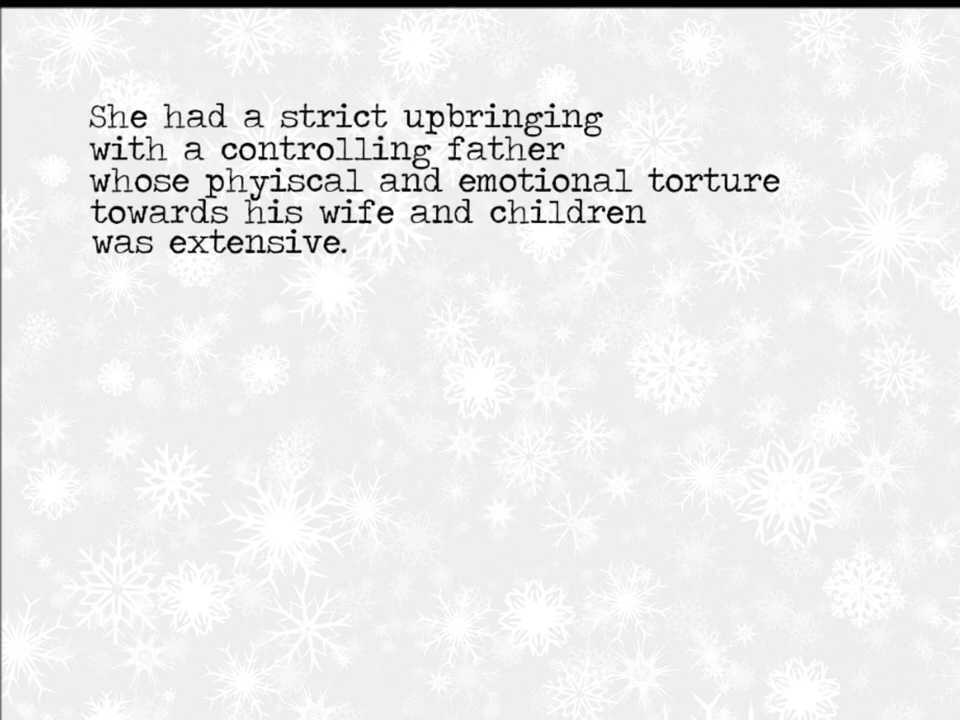 She had a strict upbringing
with a controlling father
whose phyiscal and emotional torture
towards his wife and children
was extensive.